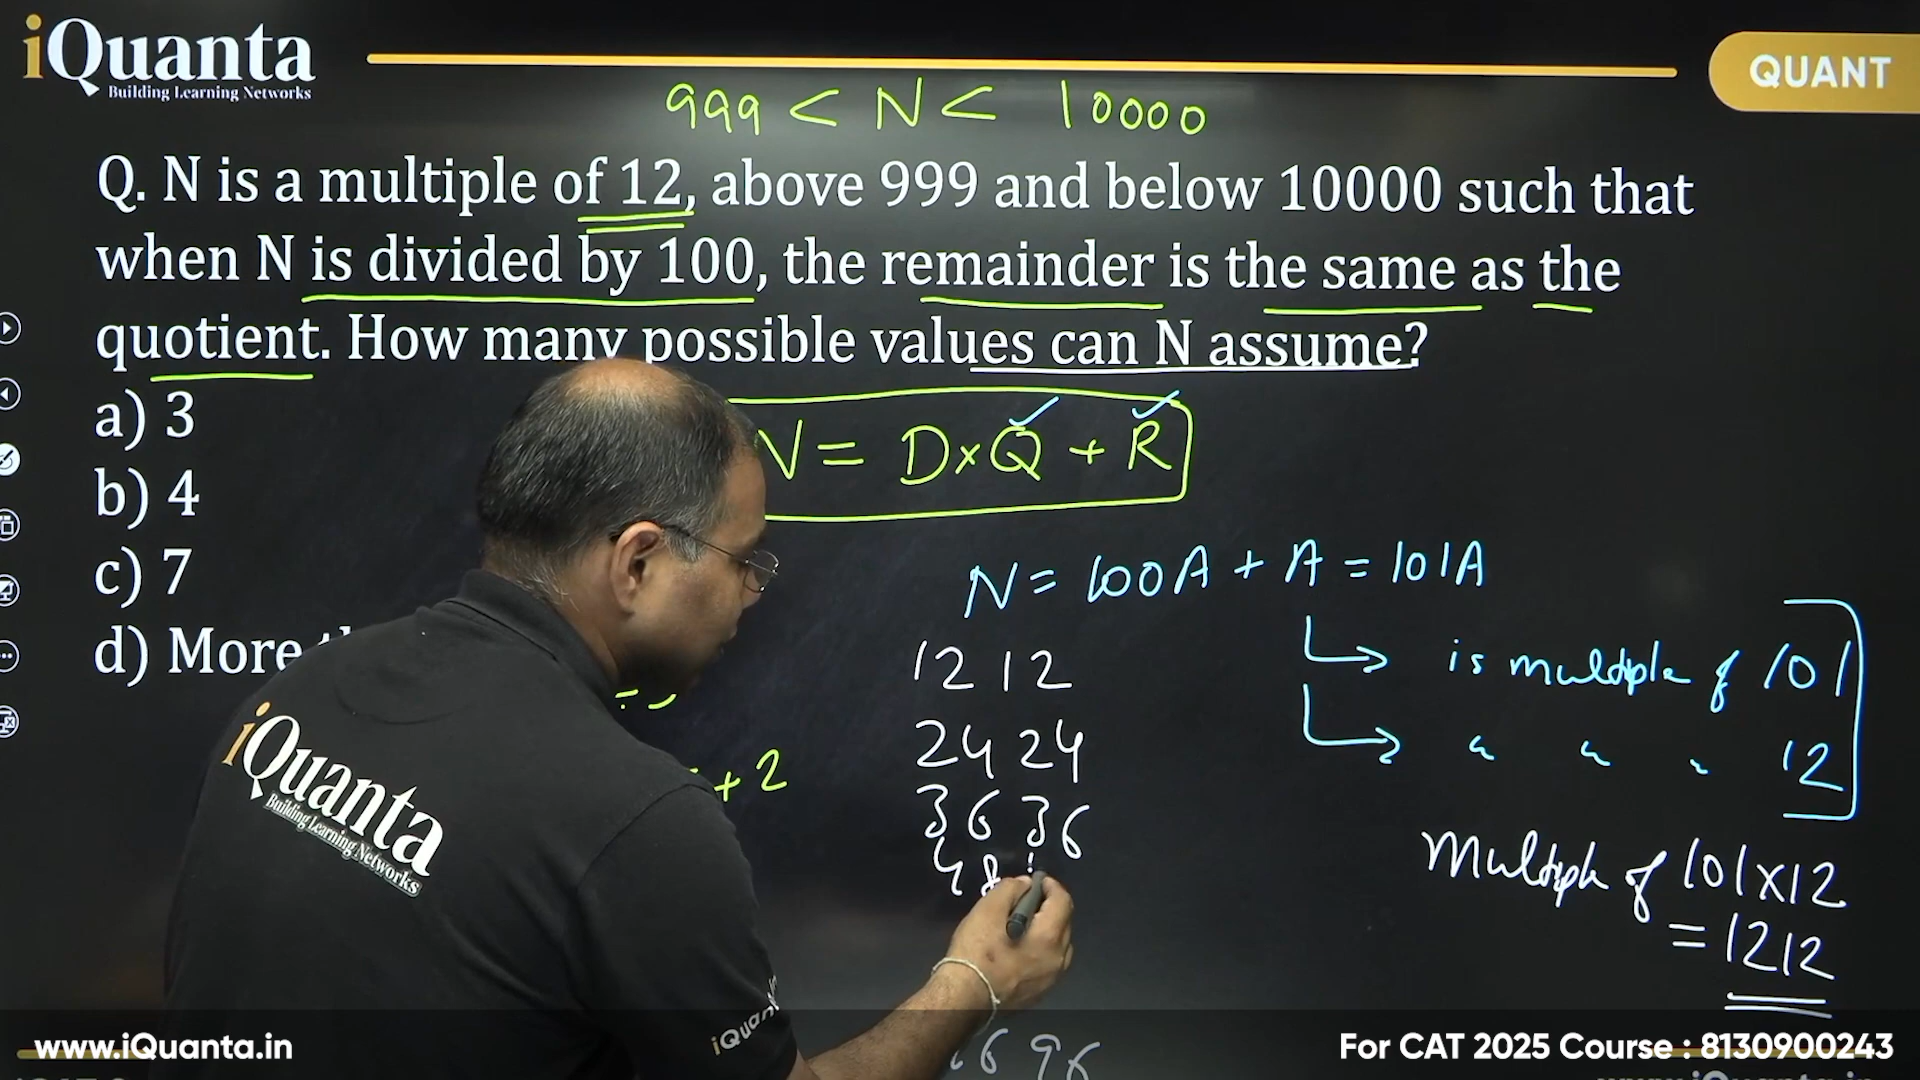 iQuanta
Building Learning Networks
QUANT
999 < N < 10000
Q. N is a multiple of 12, above 999 and below 10000 such that
when N is divided by 100, the remainder is the same as the
quotient. How many possible values can N assume?
a) 3
b) 4
c) 7
d) More
N = D×Q + R
N = 100A + A = 101A
is multiple of 101
" " " 12
1212
2424
3636
48
+ 2
Multiple of 101×12
= 1212
iQuanta
Building Learning Networks
iQuan
96
www.iQuanta.in
For CAT 2025 Course : 8130900243